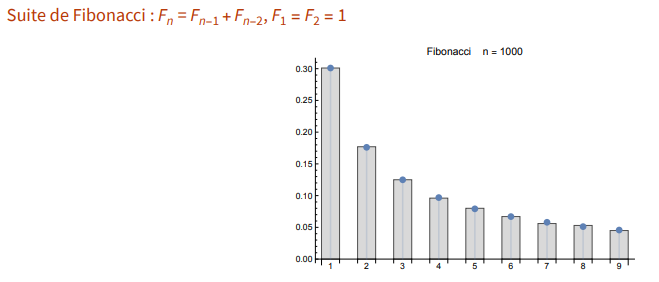 Suite de Fibonacci : Fn = Fn−1 + Fn−2, F1 = F2 = 1
Fibonacci n = 1000
0.30
0.25
0.20
0.15
0.10
0.05
0.00
1 2 3 4 5 6 7 8 9